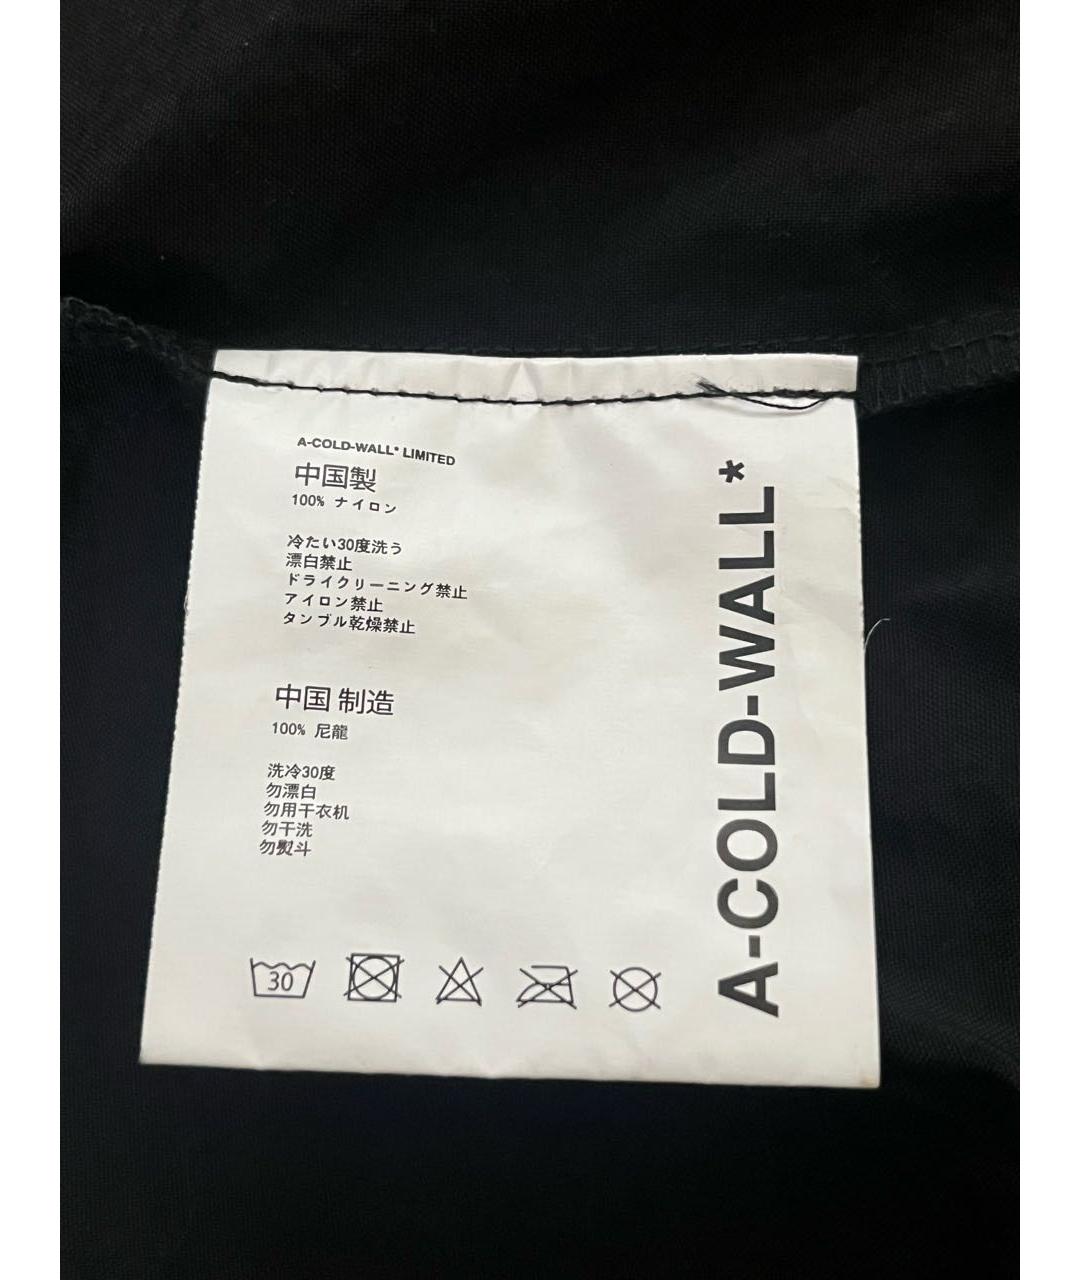 A-COLD-WALL* LIMITED
中国製
100% ナイロン
冷たい30度洗う
漂白禁止
ドライクリーニング禁止
アイロン禁止
タンブル乾燥禁止
中国 制造
100% 尼龍
洗冷30度
勿漂白
勿用干衣机
勿干洗
勿熨斗
30
A-COLD-WALL*